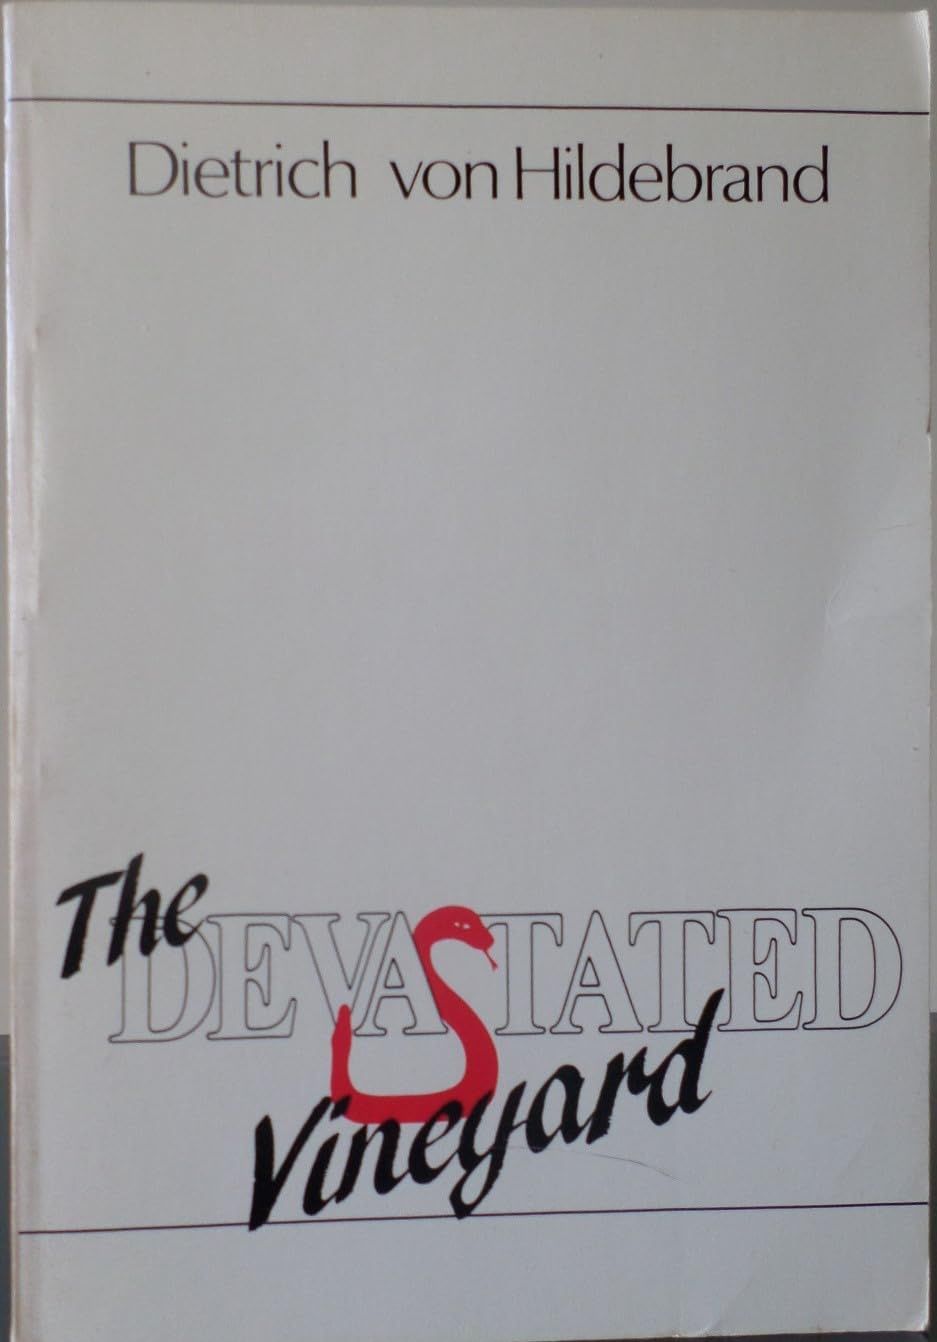 Dietrich von Hildebrand
The
DEVASTATED
Vineyard